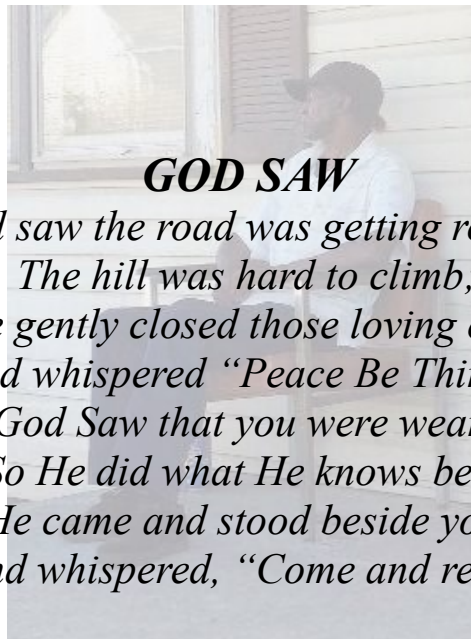 GOD SAW
saw the road was getting r
The hill was hard to climb,
gently closed those loving
d whispered “Peace Be Thi
God Saw that you were wea
So He did what He knows be
He came and stood beside yo
nd whispered, “Come and re